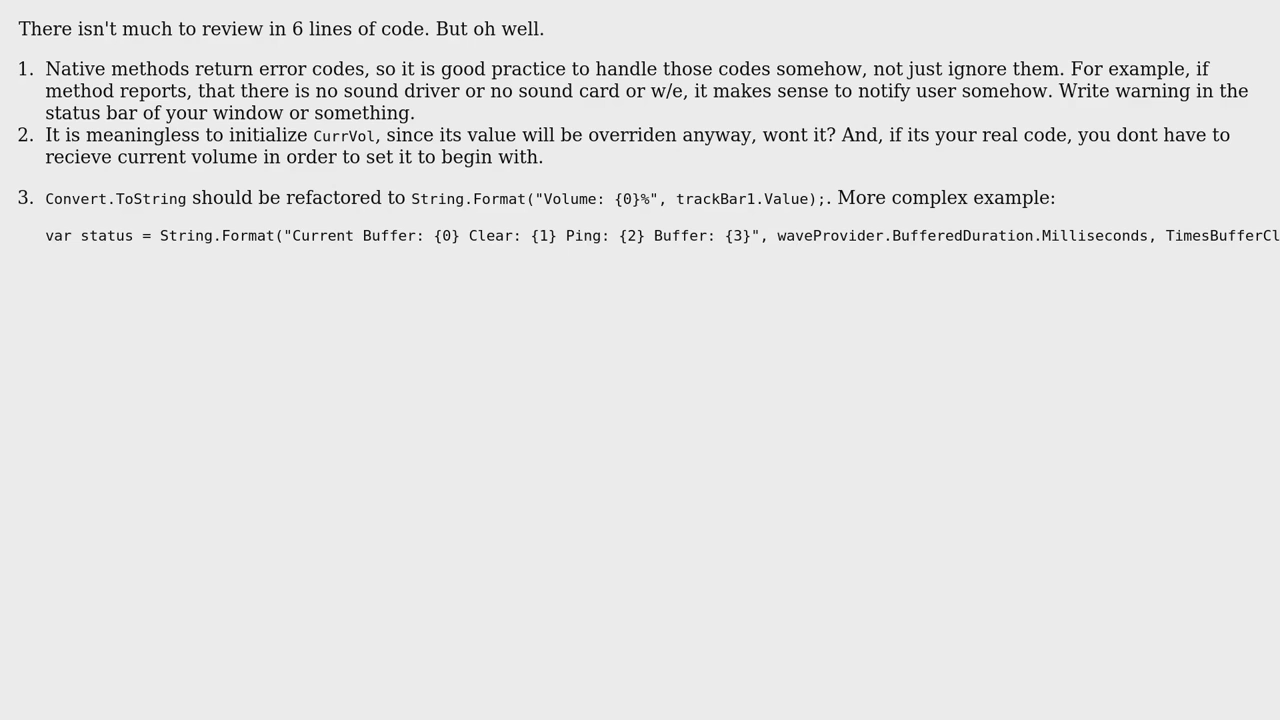 There isn't much to review in 6 lines of code. But oh well.
1. Native methods return error codes, so it is good practice to handle those codes somehow, not just ignore them. For example, if
method reports, that there is no sound driver or no sound card or w/e, it makes sense to notify user somehow. Write warning in the
status bar of your window or something.
2. It is meaningless to initialize CurrVol, since its value will be overriden anyway, wont it? And, if its your real code, you dont have to
recieve current volume in order to set it to begin with.
3. Convert.ToString should be refactored to String.Format("Volume: {0}%", trackBar1.Value);. More complex example:
var status = String.Format("Current Buffer: {0} Clear: {1} Ping: {2} Buffer: {3}", waveProvider.BufferedDuration.Milliseconds, TimesBufferCl